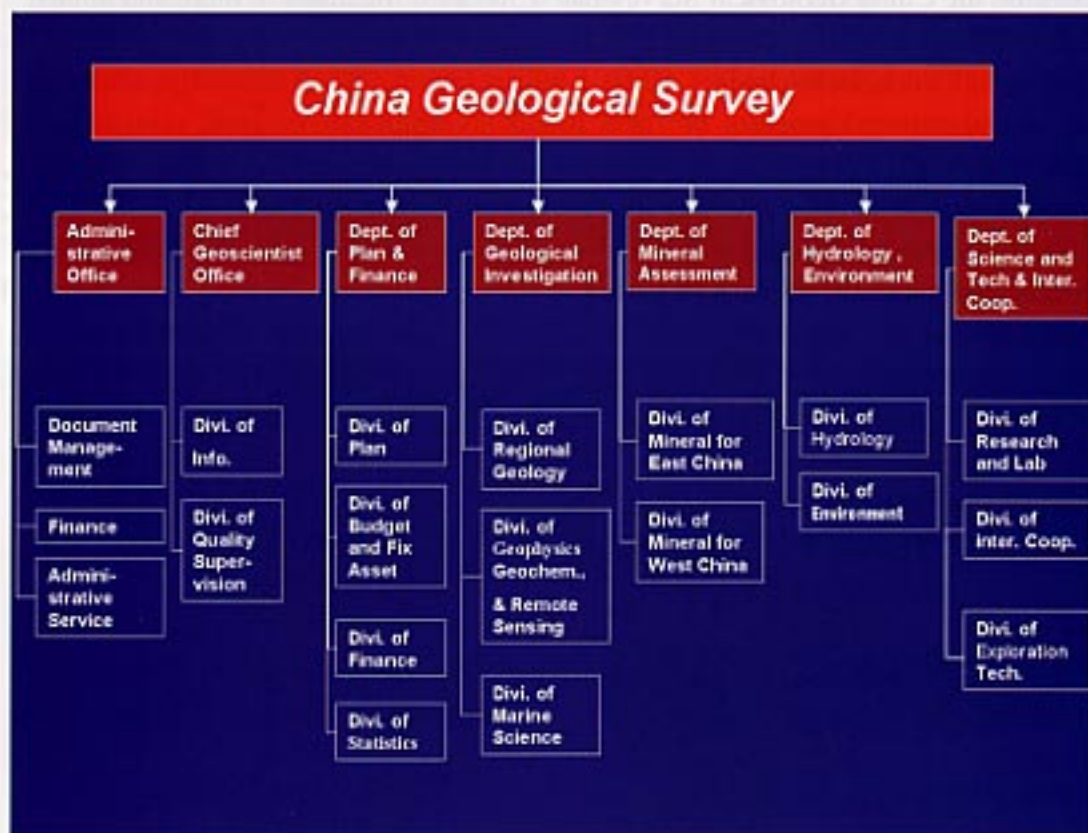 China Geological Survey
Admini-
strative
Office
Chief
Geoscientist
Office
Dept. of
Plan &
Finance
Dept. of
Geological
Investigation
Dept. of
Mineral
Assessment
Dept. of
Hydrology ,
Environment
Dept. of
Science and
Tech & Inter.
Coop.
Document
Manage-
ment
Finance
Admini-
strative
Service
Divi. of
Info.
Divi. of
Quality
Super-
vision
Divi. of
Plan
Divi. of
Budget
and Fix
Asset
Divi. of
Finance
Divi. of
Statistics
Divi. of
Regional
Geology
Divi. of
Geophysics
Geochem.,
& Remote
Sensing
Divi. of
Marine
Science
Divi. of
Mineral for
East China
Divi. of
Mineral for
West China
Divi. of
Hydrology
Divi. of
Environment
Divi. of
Research
and Lab
Divi. of
Inter. Coop.
Divi. of
Exploration
Tech.